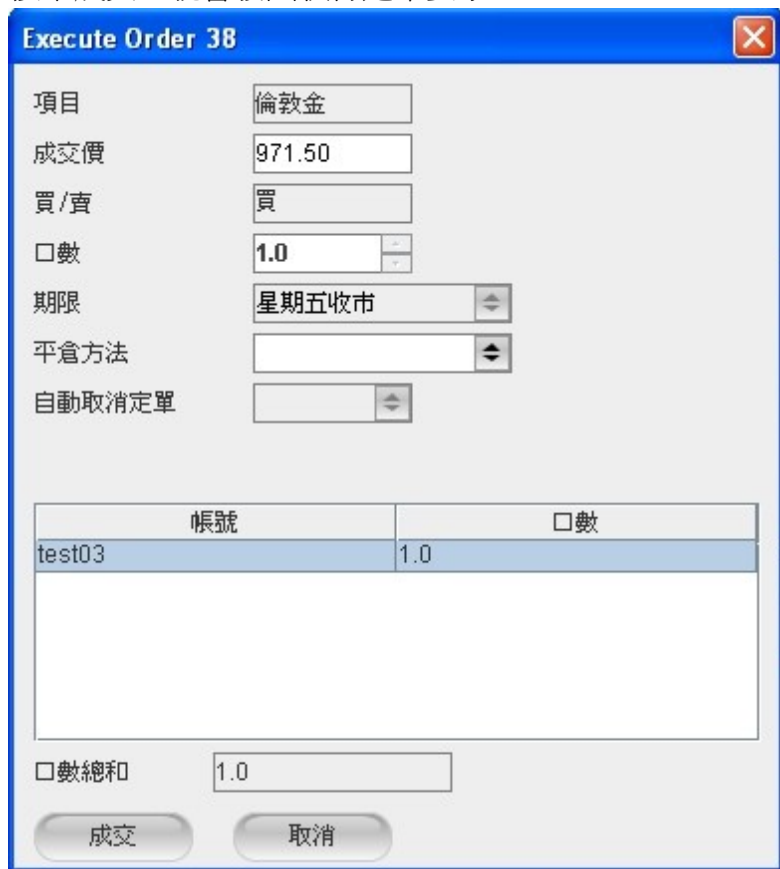 Execute Order 38
項目 倫敦金
成交價 971.50
買/賣 買
口數 1.0
期限 星期五收市
平倉方法
自動取消定單
帳號 口數
test03 1.0
口數總和 1.0
成交 取消